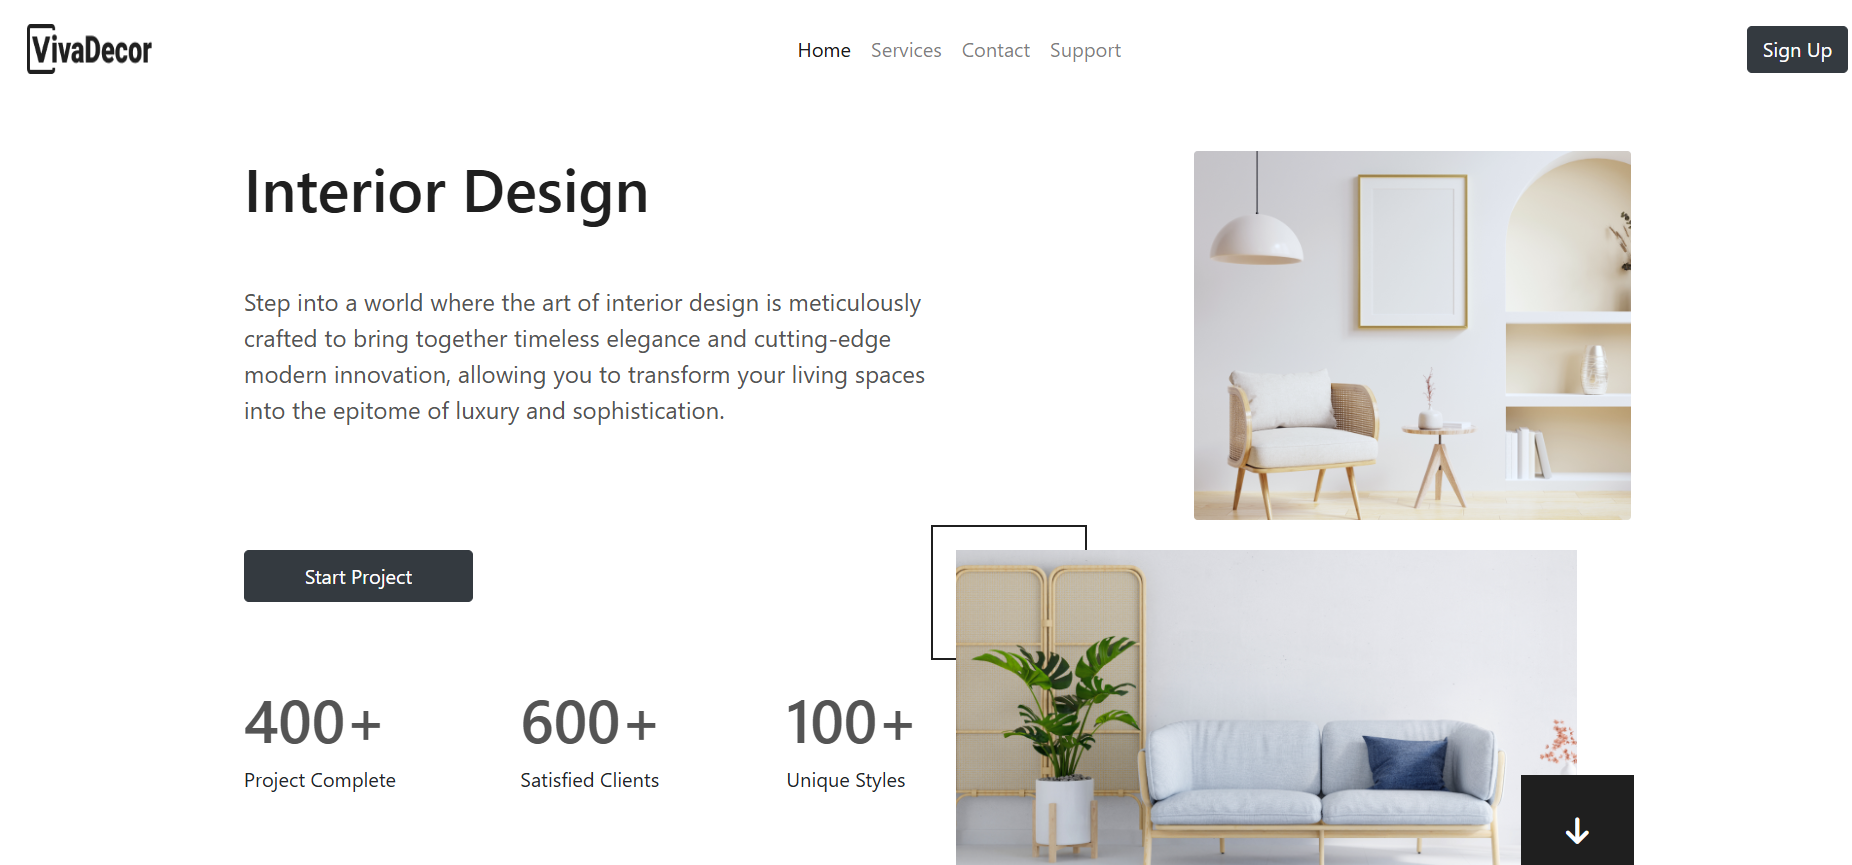 VivaDecor
Home Services Contact Support
Sign Up
Interior Design
Step into a world where the art of interior design is meticulously
crafted to bring together timeless elegance and cutting-edge
modern innovation, allowing you to transform your living spaces
into the epitome of luxury and sophistication.
Start Project
400+ 600+ 100+
Project Complete Satisfied Clients Unique Styles